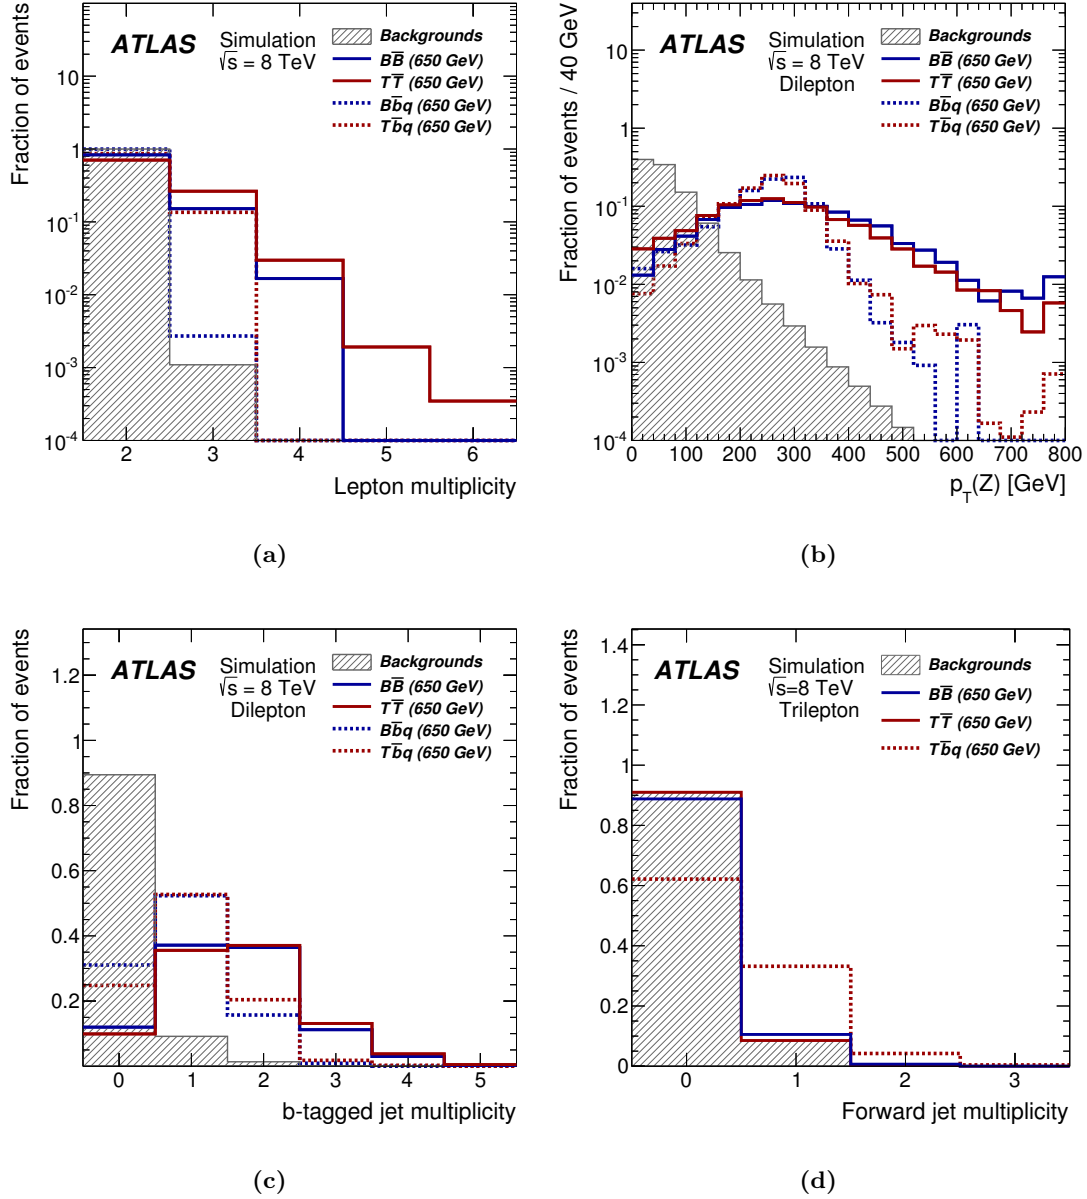 Fraction of events
10
1
10⁻¹
10⁻²
10⁻³
10⁻⁴
ATLAS
Simulation
√s = 8 TeV
Backgrounds
BB̅ (650 GeV)
TT̅ (650 GeV)
Bb̅q (650 GeV)
Tb̅q (650 GeV)
2 3 4 5 6
Lepton multiplicity
(a)
Fraction of events / 40 GeV
10
1
10⁻¹
10⁻²
10⁻³
10⁻⁴
ATLAS
Simulation
√s = 8 TeV
Dilepton
Backgrounds
BB̅ (650 GeV)
TT̅ (650 GeV)
Bb̅q (650 GeV)
Tb̅q (650 GeV)
0 100 200 300 400 500 600 700 800
p_T(Z) [GeV]
(b)
Fraction of events
1.2
1
0.8
0.6
0.4
0.2
ATLAS
Simulation
√s = 8 TeV
Dilepton
Backgrounds
BB̅ (650 GeV)
TT̅ (650 GeV)
Bb̅q (650 GeV)
Tb̅q (650 GeV)
0 1 2 3 4 5
b-tagged jet multiplicity
(c)
Fraction of events
1.4
1.2
1
0.8
0.6
0.4
0.2
0
ATLAS
Simulation
√s=8 TeV
Trilepton
Backgrounds
BB̅ (650 GeV)
TT̅ (650 GeV)
Tb̅q (650 GeV)
0 1 2 3
Forward jet multiplicity
(d)